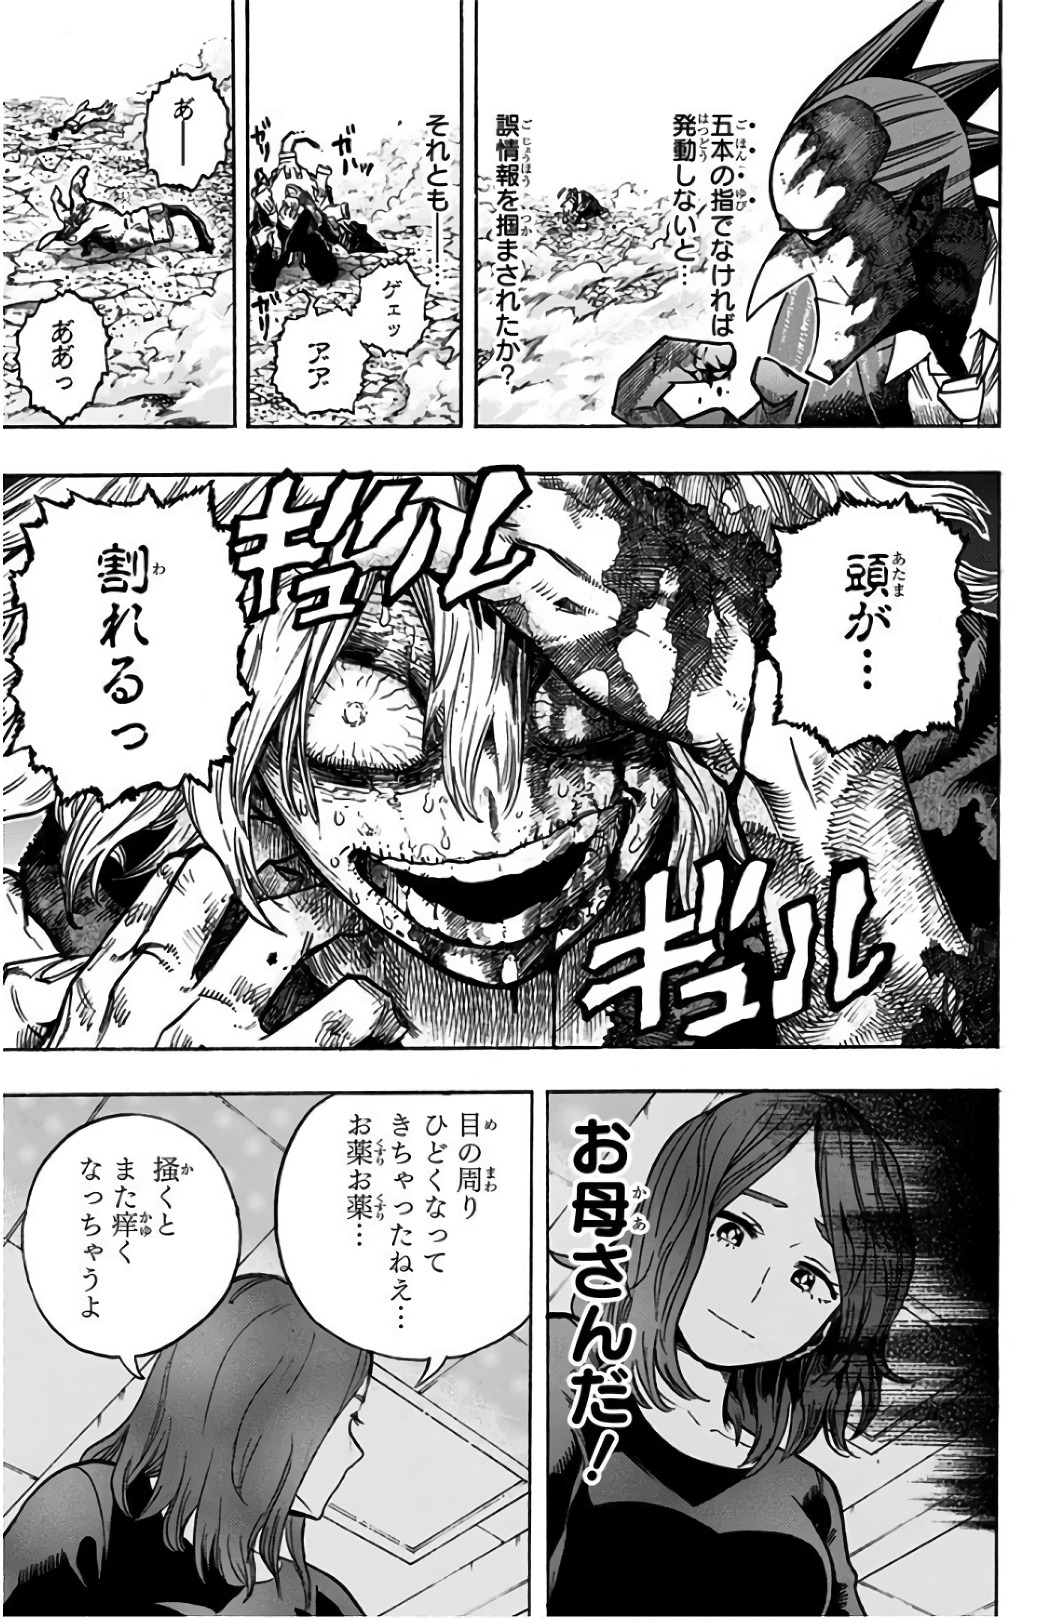 五本の指でなければ
発動しないと…
誤情報を掴まされたか？
それとも――…
ガリ
ガリ
ガリ
ゲェッ
ア゙ア゙
あ゙――
ああ゙っ
頭が…
ギュル
ギュル
割れるっ
お母さんだ！
目の周り
ひどくなって
きちゃったねえ…
お薬お薬…
掻くと
また痒く
なっちゃうよ